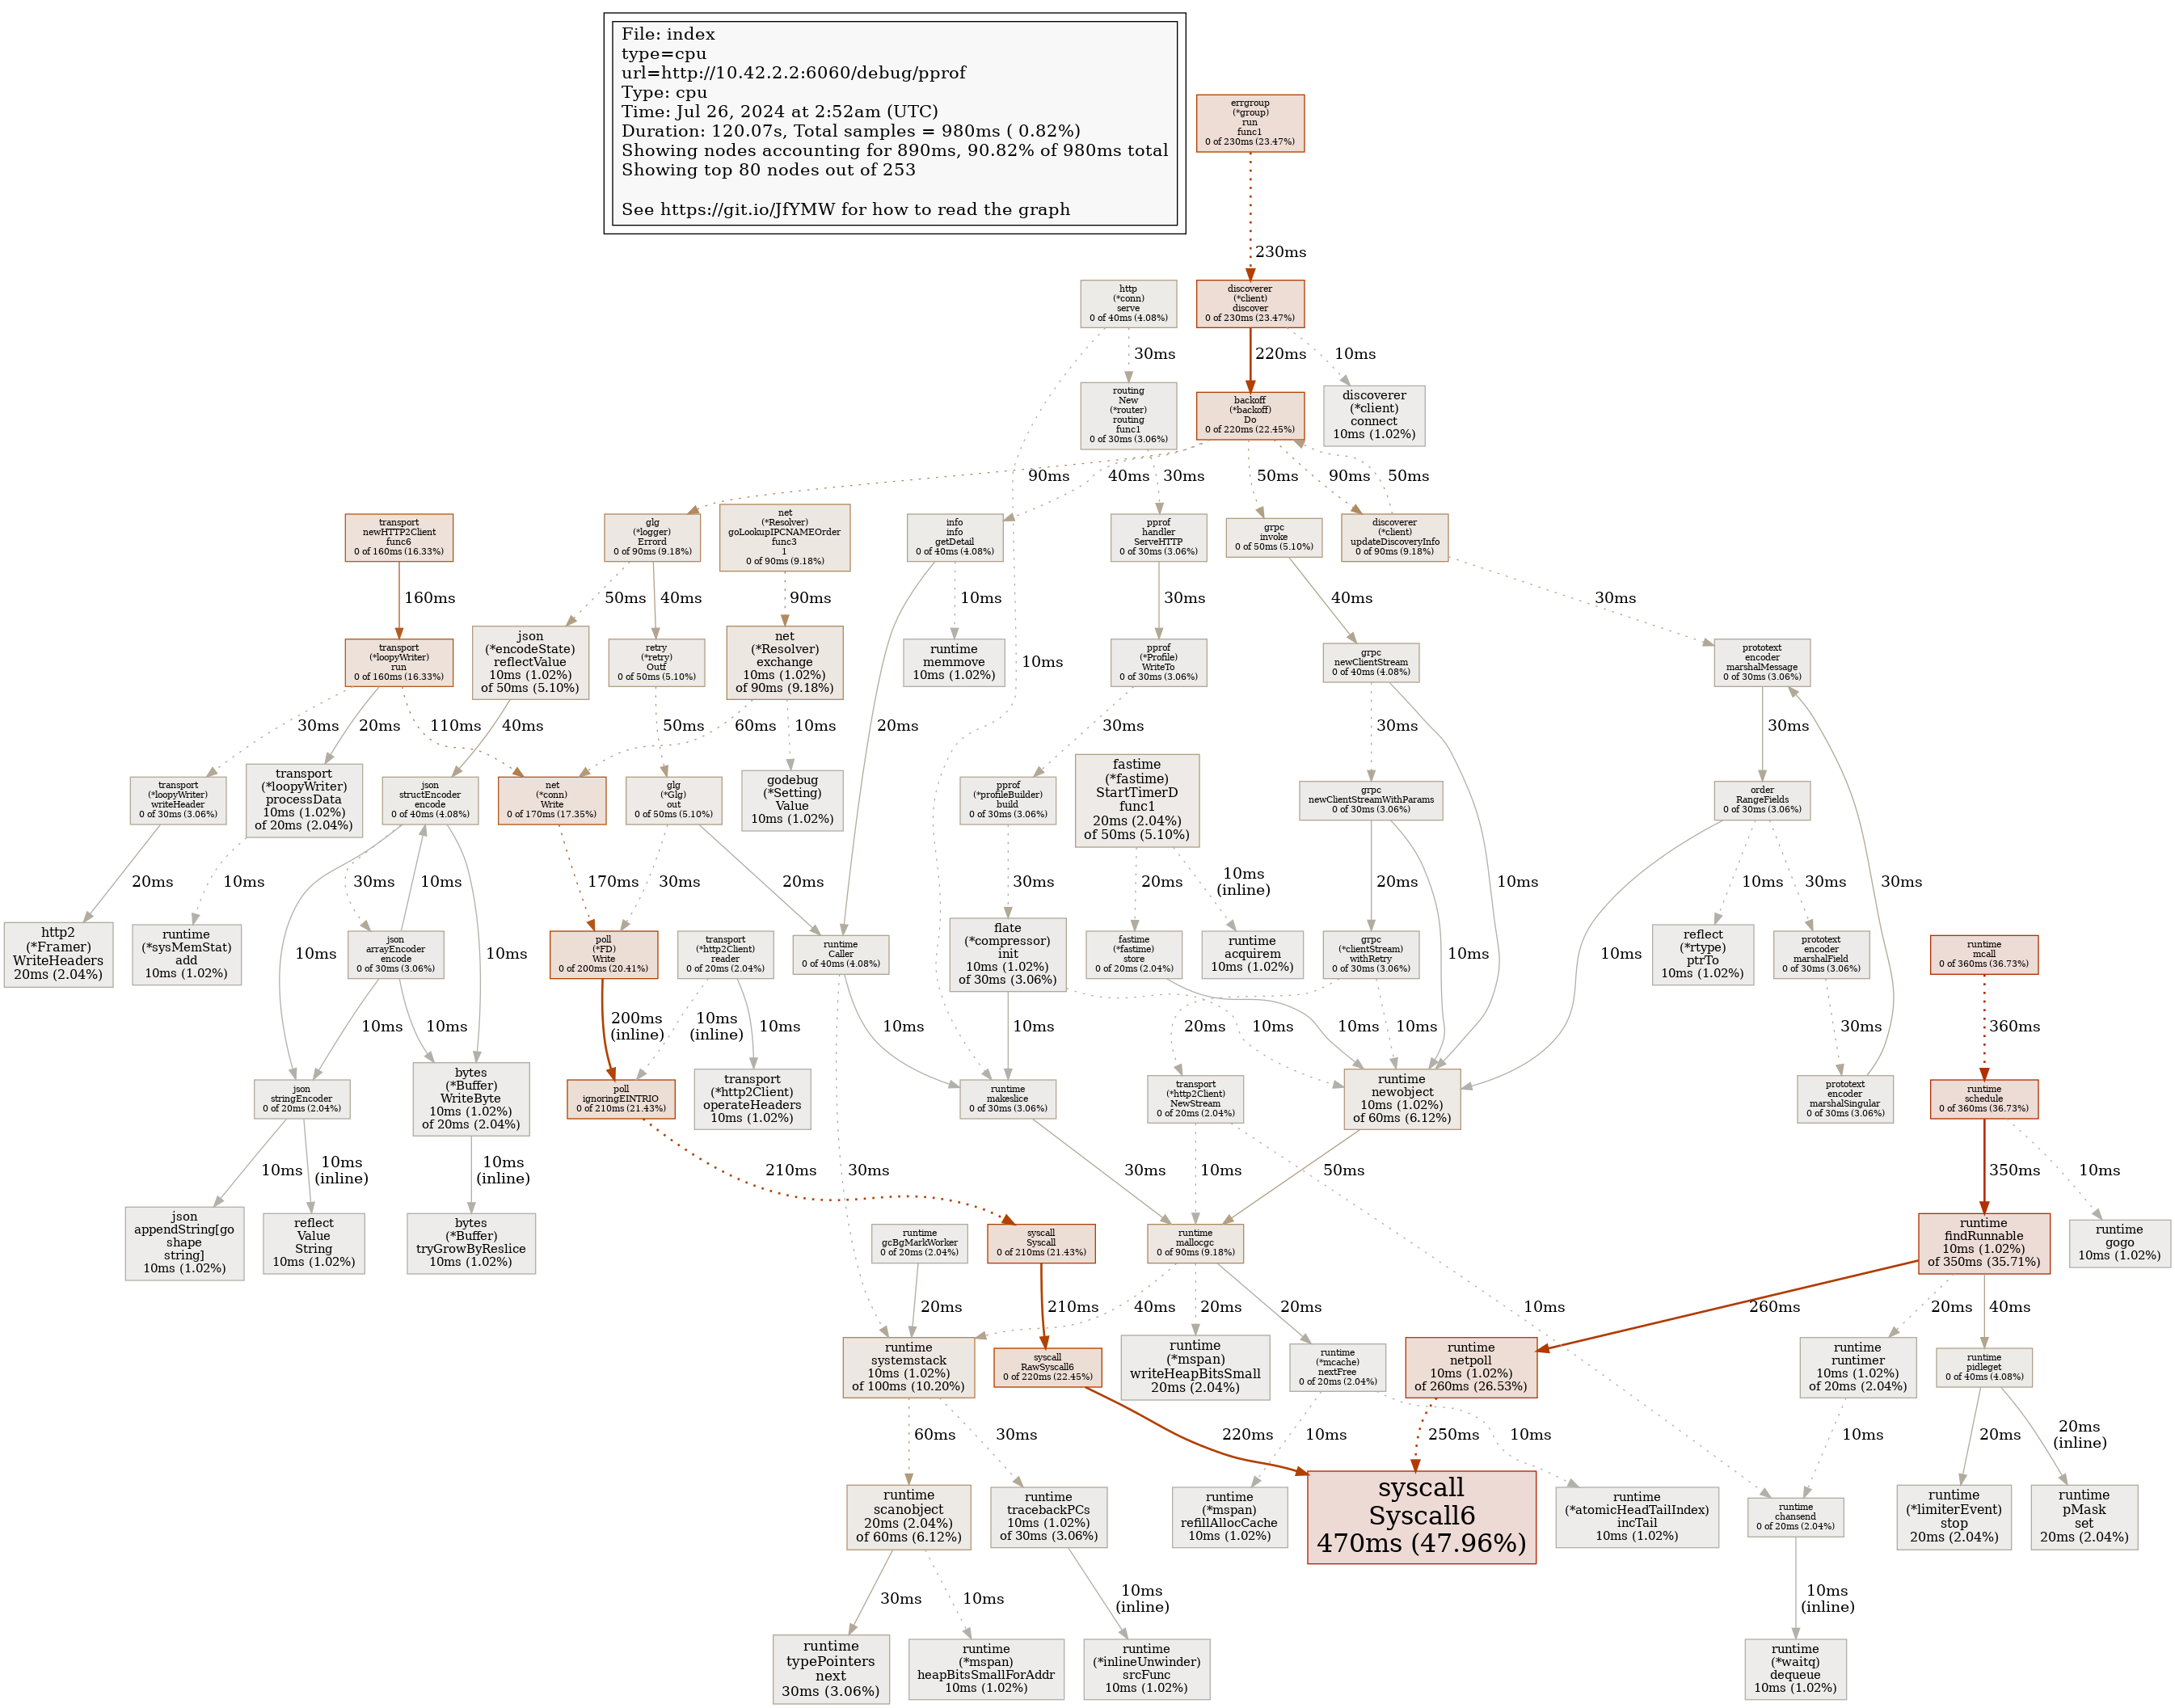 File: index
type=cpu
url=http://10.42.2.2:6060/debug/pprof
Type: cpu
Time: Jul 26, 2024 at 2:52am (UTC)
Duration: 120.07s, Total samples = 980ms ( 0.82%)
Showing nodes accounting for 890ms, 90.82% of 980ms total
Showing top 80 nodes out of 253
See https://git.io/JfYMW for how to read the graph
errgroup
(*group)
run
func1
0 of 230ms (23.47%)
230ms
http
(*conn)
serve
0 of 40ms (4.08%)
discoverer
(*client)
discover
0 of 230ms (23.47%)
30ms
220ms
10ms
routing
New
(*router)
routing
func1
0 of 30ms (3.06%)
backoff
(*backoff)
Do
0 of 220ms (22.45%)
discoverer
(*client)
connect
10ms (1.02%)
90ms
40ms
30ms
50ms
90ms
50ms
transport
newHTTP2Client
func6
0 of 160ms (16.33%)
glg
(*logger)
Errord
0 of 90ms (9.18%)
net
(*Resolver)
goLookupIPCNAMEOrder
func3
1
0 of 90ms (9.18%)
info
info
getDetail
0 of 40ms (4.08%)
pprof
handler
ServeHTTP
0 of 30ms (3.06%)
grpc
invoke
0 of 50ms (5.10%)
discoverer
(*client)
updateDiscoveryInfo
0 of 90ms (9.18%)
160ms
50ms
40ms
90ms
10ms
30ms
40ms
30ms
transport
(*loopyWriter)
run
0 of 160ms (16.33%)
json
(*encodeState)
reflectValue
10ms (1.02%)
of 50ms (5.10%)
retry
(*retry)
Outf
0 of 50ms (5.10%)
net
(*Resolver)
exchange
10ms (1.02%)
of 90ms (9.18%)
runtime
memmove
10ms (1.02%)
10ms
pprof
(*Profile)
WriteTo
0 of 30ms (3.06%)
grpc
newClientStream
0 of 40ms (4.08%)
prototext
encoder
marshalMessage
0 of 30ms (3.06%)
30ms
20ms
110ms
40ms
50ms
60ms
10ms
20ms
30ms
30ms
30ms
transport
(*loopyWriter)
writeHeader
0 of 30ms (3.06%)
transport
(*loopyWriter)
processData
10ms (1.02%)
of 20ms (2.04%)
json
structEncoder
encode
0 of 40ms (4.08%)
net
(*conn)
Write
0 of 170ms (17.35%)
glg
(*Glg)
out
0 of 50ms (5.10%)
godebug
(*Setting)
Value
10ms (1.02%)
pprof
(*profileBuilder)
build
0 of 30ms (3.06%)
fastime
(*fastime)
StartTimerD
func1
20ms (2.04%)
of 50ms (5.10%)
grpc
newClientStreamWithParams
0 of 30ms (3.06%)
order
RangeFields
0 of 30ms (3.06%)
20ms
10ms
30ms
10ms
170ms
30ms
20ms
30ms
20ms
10ms
(inline)
20ms
10ms
10ms
30ms
30ms
http2
(*Framer)
WriteHeaders
20ms (2.04%)
runtime
(*sysMemStat)
add
10ms (1.02%)
10ms
json
arrayEncoder
encode
0 of 30ms (3.06%)
10ms
poll
(*FD)
Write
0 of 200ms (20.41%)
transport
(*http2Client)
reader
0 of 20ms (2.04%)
runtime
Caller
0 of 40ms (4.08%)
flate
(*compressor)
init
10ms (1.02%)
of 30ms (3.06%)
fastime
(*fastime)
store
0 of 20ms (2.04%)
runtime
acquirem
10ms (1.02%)
grpc
(*clientStream)
withRetry
0 of 30ms (3.06%)
10ms
10ms
reflect
(*rtype)
ptrTo
10ms (1.02%)
prototext
encoder
marshalField
0 of 30ms (3.06%)
runtime
mcall
0 of 360ms (36.73%)
10ms
10ms
200ms
(inline)
10ms
(inline)
10ms
10ms
10ms
10ms
10ms
20ms
10ms
30ms
360ms
json
stringEncoder
0 of 20ms (2.04%)
bytes
(*Buffer)
WriteByte
10ms (1.02%)
of 20ms (2.04%)
poll
ignoringEINTRIO
0 of 210ms (21.43%)
transport
(*http2Client)
operateHeaders
10ms (1.02%)
runtime
makeslice
0 of 30ms (3.06%)
transport
(*http2Client)
NewStream
0 of 20ms (2.04%)
runtime
newobject
10ms (1.02%)
of 60ms (6.12%)
prototext
encoder
marshalSingular
0 of 30ms (3.06%)
runtime
schedule
0 of 360ms (36.73%)
10ms
10ms
(inline)
10ms
(inline)
210ms
30ms
30ms
10ms
50ms
350ms
10ms
json
appendString[go
shape
string]
10ms (1.02%)
reflect
Value
String
10ms (1.02%)
bytes
(*Buffer)
tryGrowByReslice
10ms (1.02%)
runtime
gcBgMarkWorker
0 of 20ms (2.04%)
syscall
Syscall
0 of 210ms (21.43%)
runtime
mallocgc
0 of 90ms (9.18%)
runtime
findRunnable
10ms (1.02%)
of 350ms (35.71%)
runtime
gogo
10ms (1.02%)
20ms
210ms
40ms
20ms
20ms
10ms
260ms
20ms
40ms
runtime
systemstack
10ms (1.02%)
of 100ms (10.20%)
syscall
RawSyscall6
0 of 220ms (22.45%)
runtime
(*mspan)
writeHeapBitsSmall
20ms (2.04%)
runtime
(*mcache)
nextFree
0 of 20ms (2.04%)
runtime
netpoll
10ms (1.02%)
of 260ms (26.53%)
runtime
runtimer
10ms (1.02%)
of 20ms (2.04%)
runtime
pidleget
0 of 40ms (4.08%)
60ms
30ms
220ms
10ms
250ms
10ms
10ms
20ms
20ms
(inline)
runtime
scanobject
20ms (2.04%)
of 60ms (6.12%)
runtime
tracebackPCs
10ms (1.02%)
of 30ms (3.06%)
runtime
(*mspan)
refillAllocCache
10ms (1.02%)
syscall
Syscall6
470ms (47.96%)
runtime
(*atomicHeadTailIndex)
incTail
10ms (1.02%)
runtime
chansend
0 of 20ms (2.04%)
runtime
(*limiterEvent)
stop
20ms (2.04%)
runtime
pMask
set
20ms (2.04%)
30ms
10ms
10ms
(inline)
10ms
(inline)
runtime
typePointers
next
30ms (3.06%)
runtime
(*mspan)
heapBitsSmallForAddr
10ms (1.02%)
runtime
(*inlineUnwinder)
srcFunc
10ms (1.02%)
runtime
(*waitq)
dequeue
10ms (1.02%)